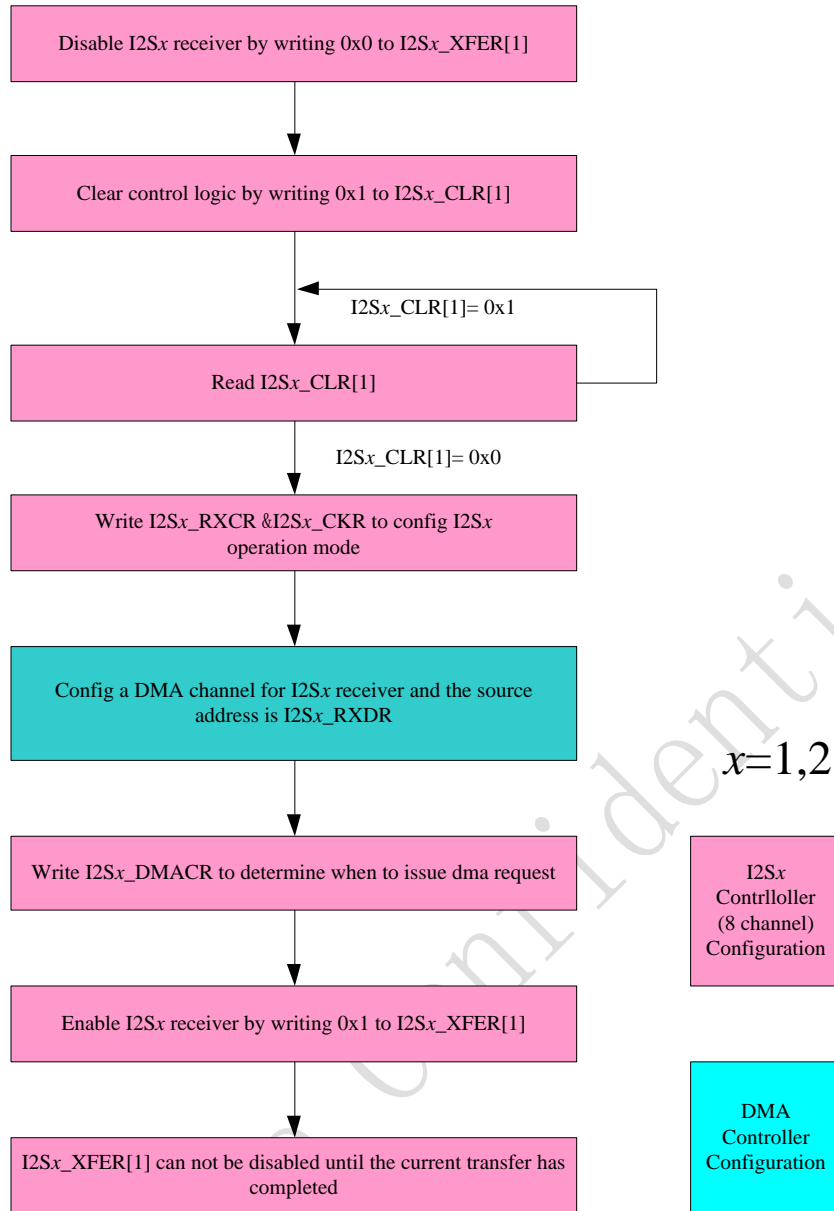 Disable I2Sx receiver by writing 0x0 to I2Sx_XFER[1]
Clear control logic by writing 0x1 to I2Sx_CLR[1]
I2Sx_CLR[1]= 0x1
Read I2Sx_CLR[1]
I2Sx_CLR[1]= 0x0
Write I2Sx_RXCR &I2Sx_CKR to config I2Sx
operation mode
Config a DMA channel for I2Sx receiver and the source
address is I2Sx_RXDR
x=1,2
Write I2Sx_DMACR to determine when to issue dma request
I2Sx
Contrlloller
(8 channel)
Configuration
Enable I2Sx receiver by writing 0x1 to I2Sx_XFER[1]
DMA
Controller
Configuration
I2Sx_XFER[1] can not be disabled until the current transfer has
completed